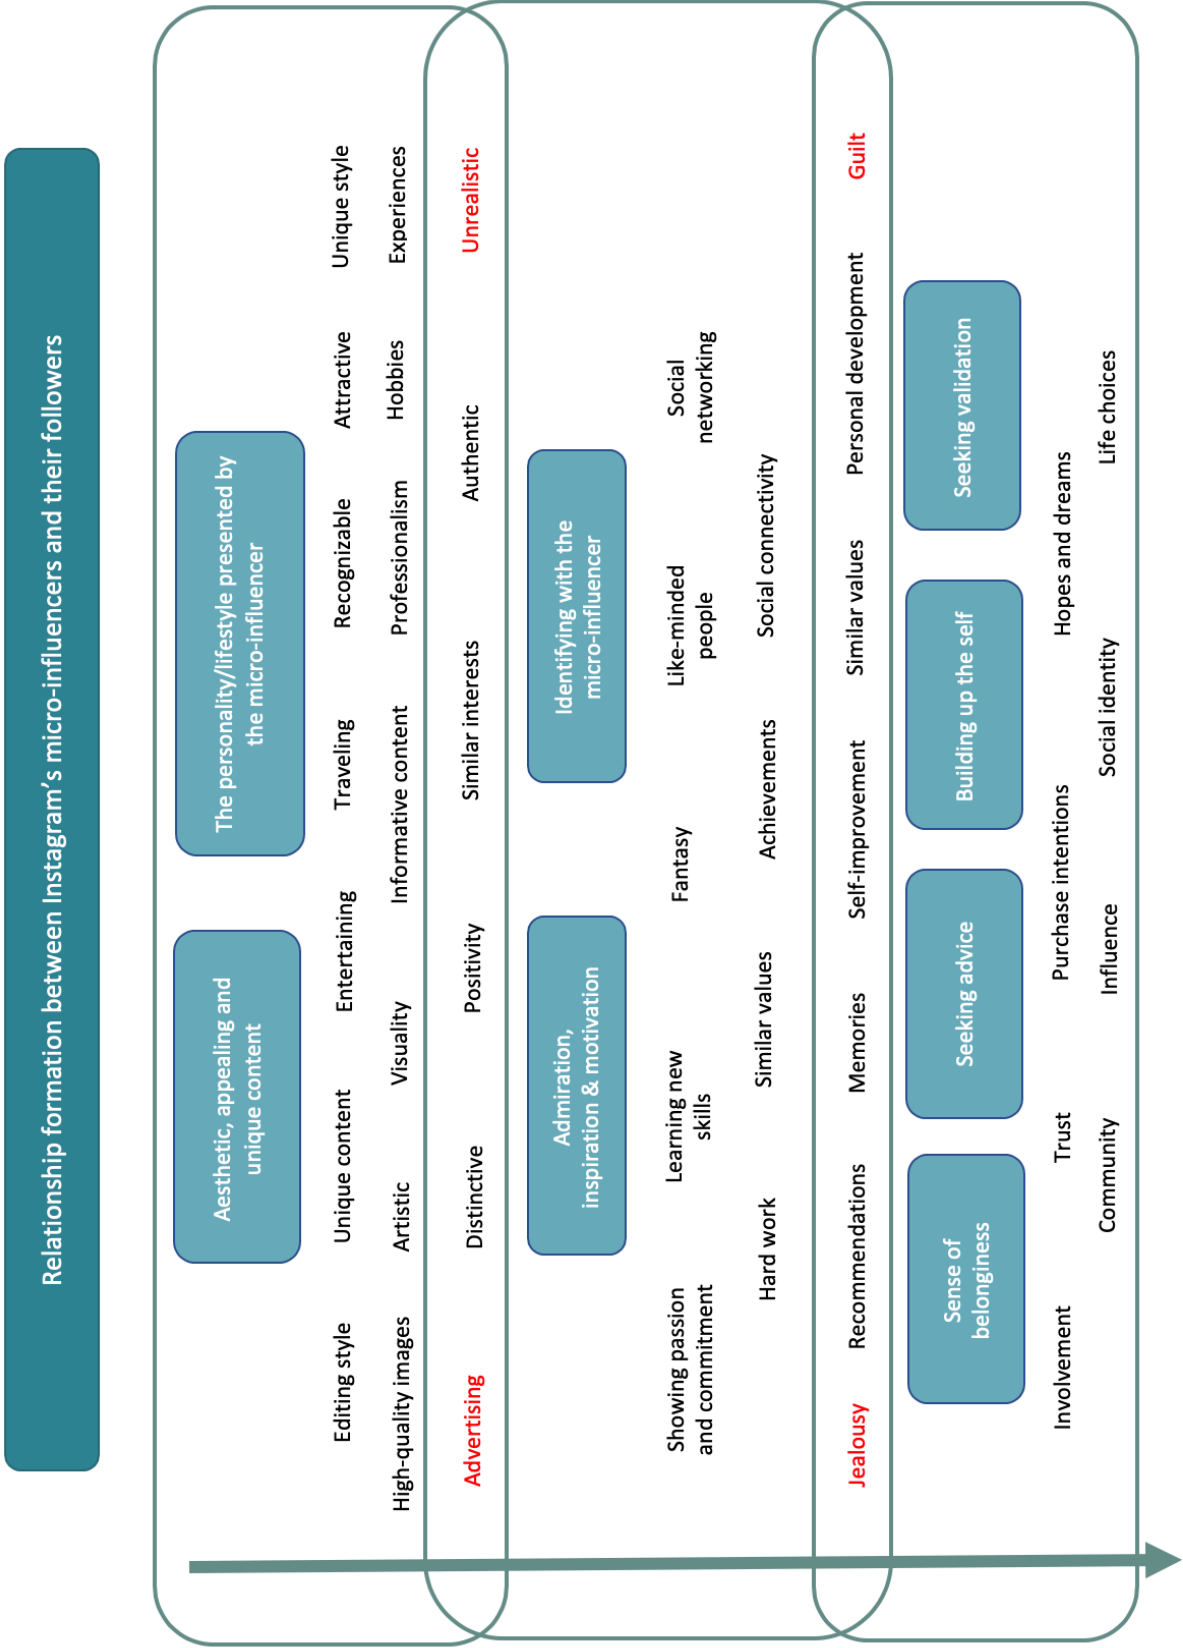 Relationship formation between Instagram's micro-influencers and their followers
Aesthetic, appealing and
unique content
The personality/lifestyle presented by
the micro-influencer
Editing style
Unique content
Entertaining
Traveling
Recognizable
Attractive
Unique style
High-quality images
Artistic
Visuality
Informative content
Professionalism
Hobbies
Experiences
Advertising
Distinctive
Positivity
Similar interests
Authentic
Unrealistic
Admiration,
inspiration & motivation
Identifying with the
micro-influencer
Showing passion
and commitment
Learning new
skills
Fantasy
Like-minded
people
Social
networking
Hard work
Similar values
Achievements
Social connectivity
Jealousy
Recommendations
Memories
Self-improvement
Similar values
Personal development
Guilt
Sense of
belonginess
Seeking advice
Building up the self
Seeking validation
Involvement
Trust
Purchase intentions
Hopes and dreams
Community
Influence
Social identity
Life choices